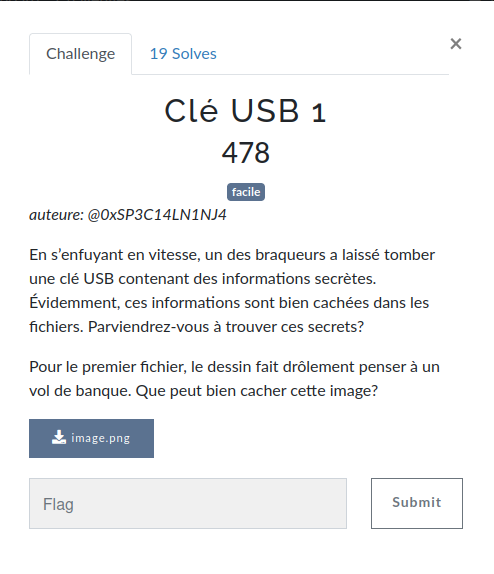 Challenge
19 Solves
×
Clé USB 1
478
facile
auteure: @0xSP3C14LN1NJ4
En s’enfuyant en vitesse, un des braqueurs a laissé tomber
une clé USB contenant des informations secrètes.
Évidemment, ces informations sont bien cachées dans les
fichiers. Parviendrez-vous à trouver ces secrets?
Pour le premier fichier, le dessin fait drôlement penser à un
vol de banque. Que peut bien cacher cette image?
image.png
Flag
Submit